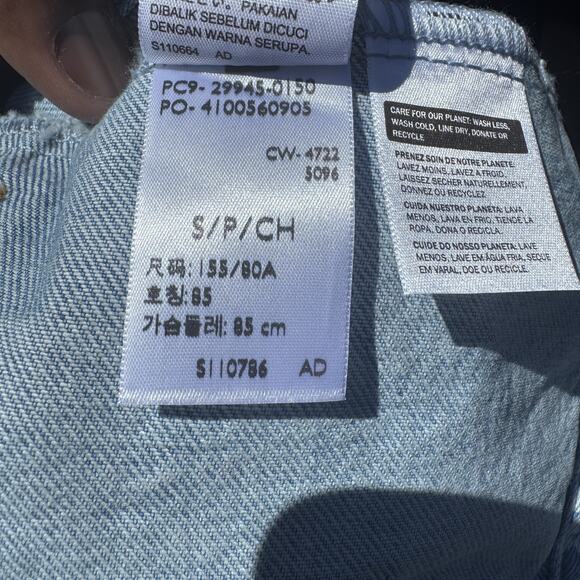 PAKAIAN
DIBALIK SEBELUM DICUCI
DENGAN WARNA SERUPA.
S110664 AD
PC9- 29945-0150
PO- 4100560905
CW- 4722
5096
S/P/CH
尺码: 155/80A
호칭: 85
가슴둘레: 85 cm
S110786 AD
CARE FOR OUR PLANET: WASH LESS,
WASH COLD, LINE DRY, DONATE OR
RECYCLE
PRENEZ SOIN DE NOTRE PLANETE:
LAVEZ MOINS, LAVEZ A FROID,
LAISSEZ SECHER NATURELLEMENT,
DONNEZ OU RECYCLEZ
CUIDA NUESTRO PLANETA: LAVA
MENOS, LAVA EN FRIO, TIENDE LA
ROPA, DONA O RECICLA.
CUIDE DO NOSSO PLANETA: LAVE
MENOS, LAVE EM ÁGUA FRIA, SEQUE
EM VARAL, DOE OU RECICLE.